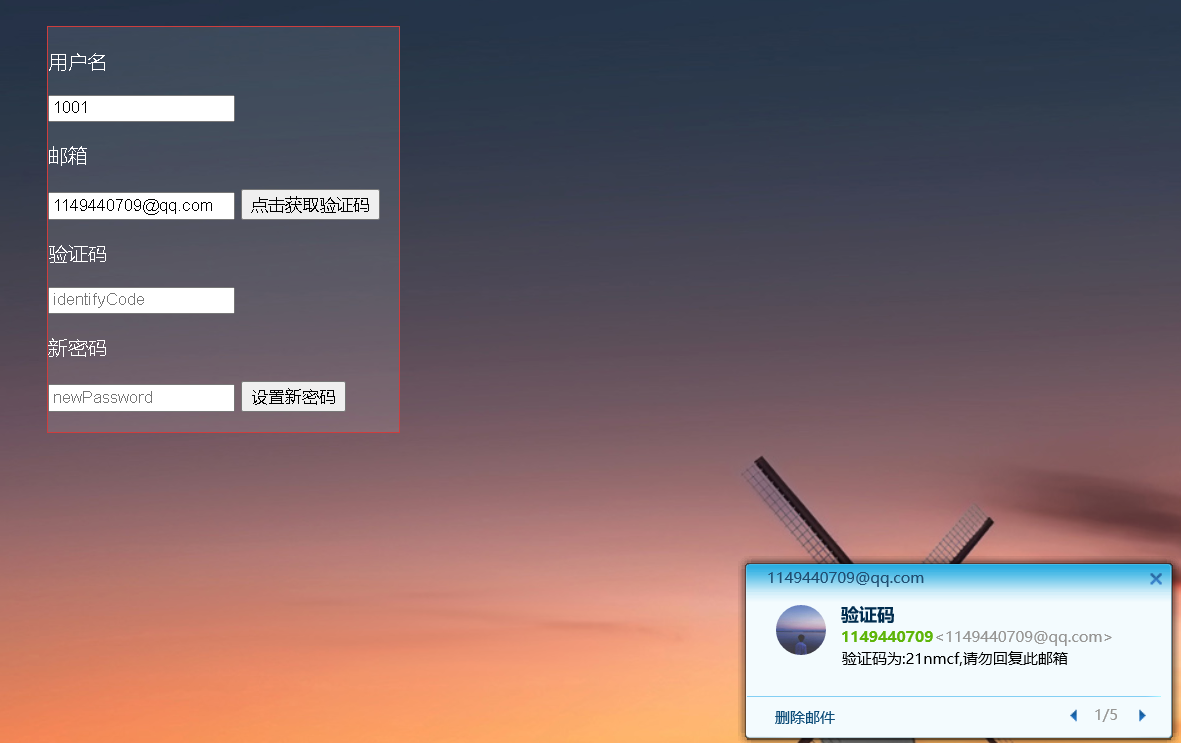 用户名
1001
邮箱
1149440709@qq.com 点击获取验证码
验证码
identifyCode
新密码
newPassword 设置新密码
1149440709@qq.com
验证码
1149440709<1149440709@qq.com>
验证码为:21nmcf,请勿回复此邮箱
删除邮件 1/5